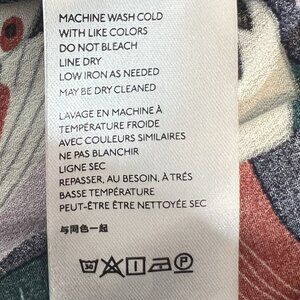 MACHINE WASH COLD
WITH LIKE COLORS
DO NOT BLEACH
LINE DRY
LOW IRON AS NEEDED
MAY BE DRY CLEANED
LAVAGE EN MACHINE À
TEMPÉRATURE FROIDE
AVEC COULEURS SIMILAIRES
NE PAS BLANCHIR
LIGNE SEC
REPASSER, AU BESOIN, À TRÉS
BASSE TEMPÉRATURE
PEUT-ÊTRE ÊTRE NETTOYÉE SEC
与同色一起
30 P